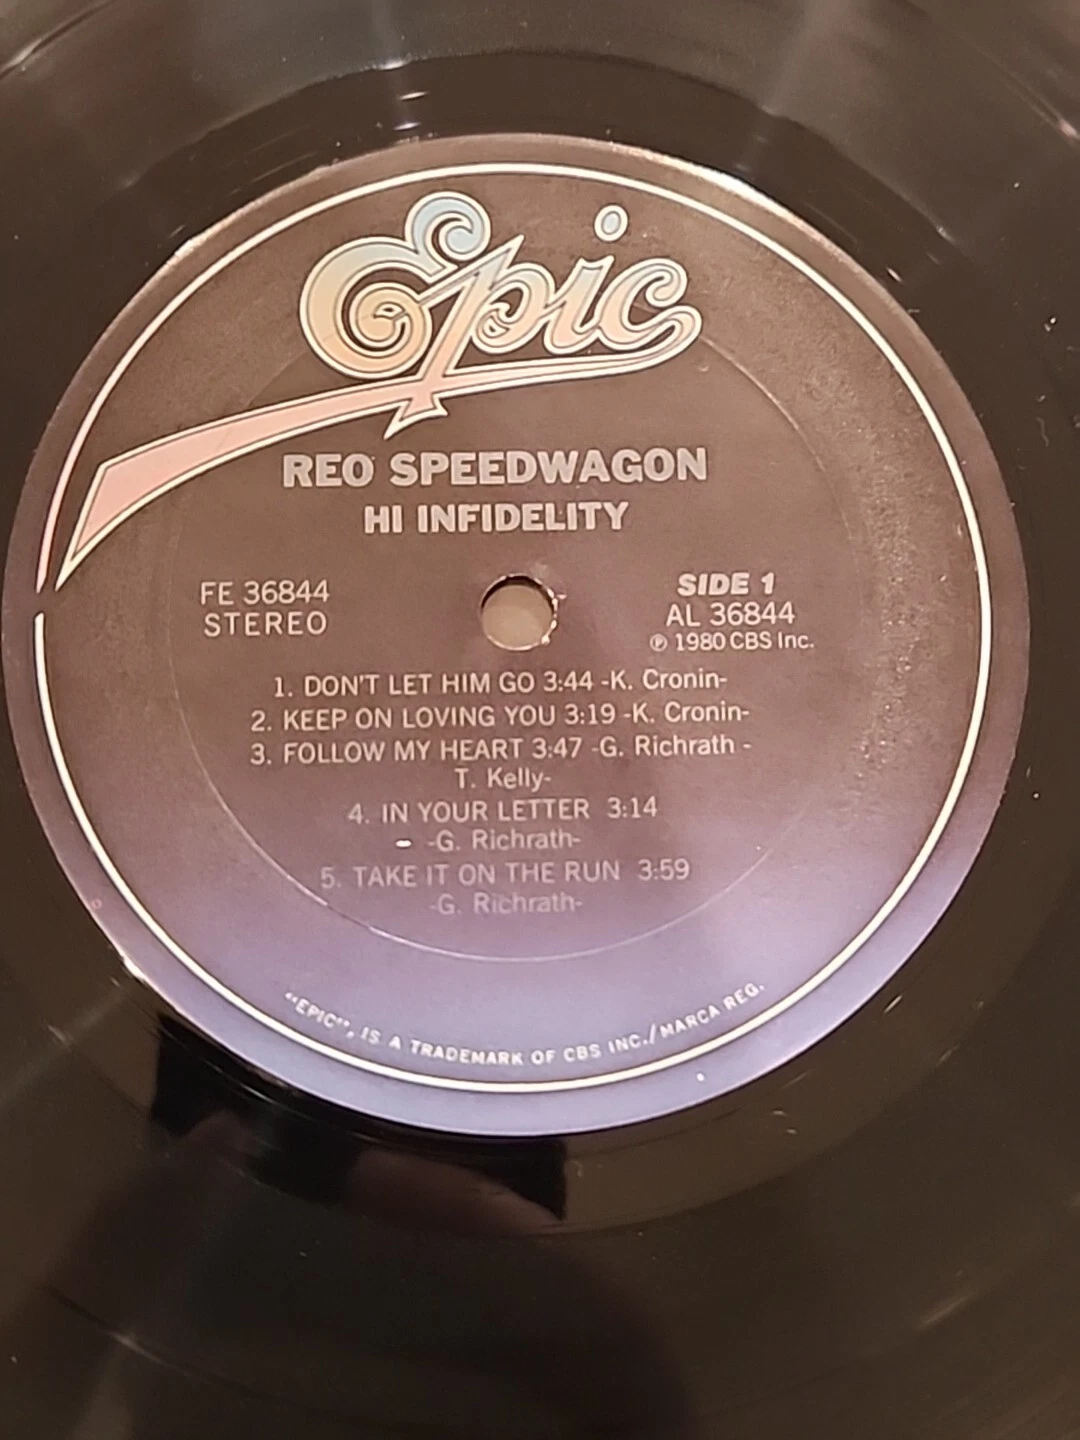 Epic
REO SPEEDWAGON
HI INFIDELITY
FE 36844
STEREO
SIDE 1
AL 36844
℗ 1980 CBS Inc.
1. DON'T LET HIM GO 3:44 -K. Cronin-
2. KEEP ON LOVING YOU 3:19 -K. Cronin-
3. FOLLOW MY HEART 3:47 -G. Richrath -
T. Kelly-
4. IN YOUR LETTER 3:14
-G. Richrath-
5. TAKE IT ON THE RUN 3:59
-G. Richrath-
"EPIC", IS A TRADEMARK OF CBS INC./MARCA REG.